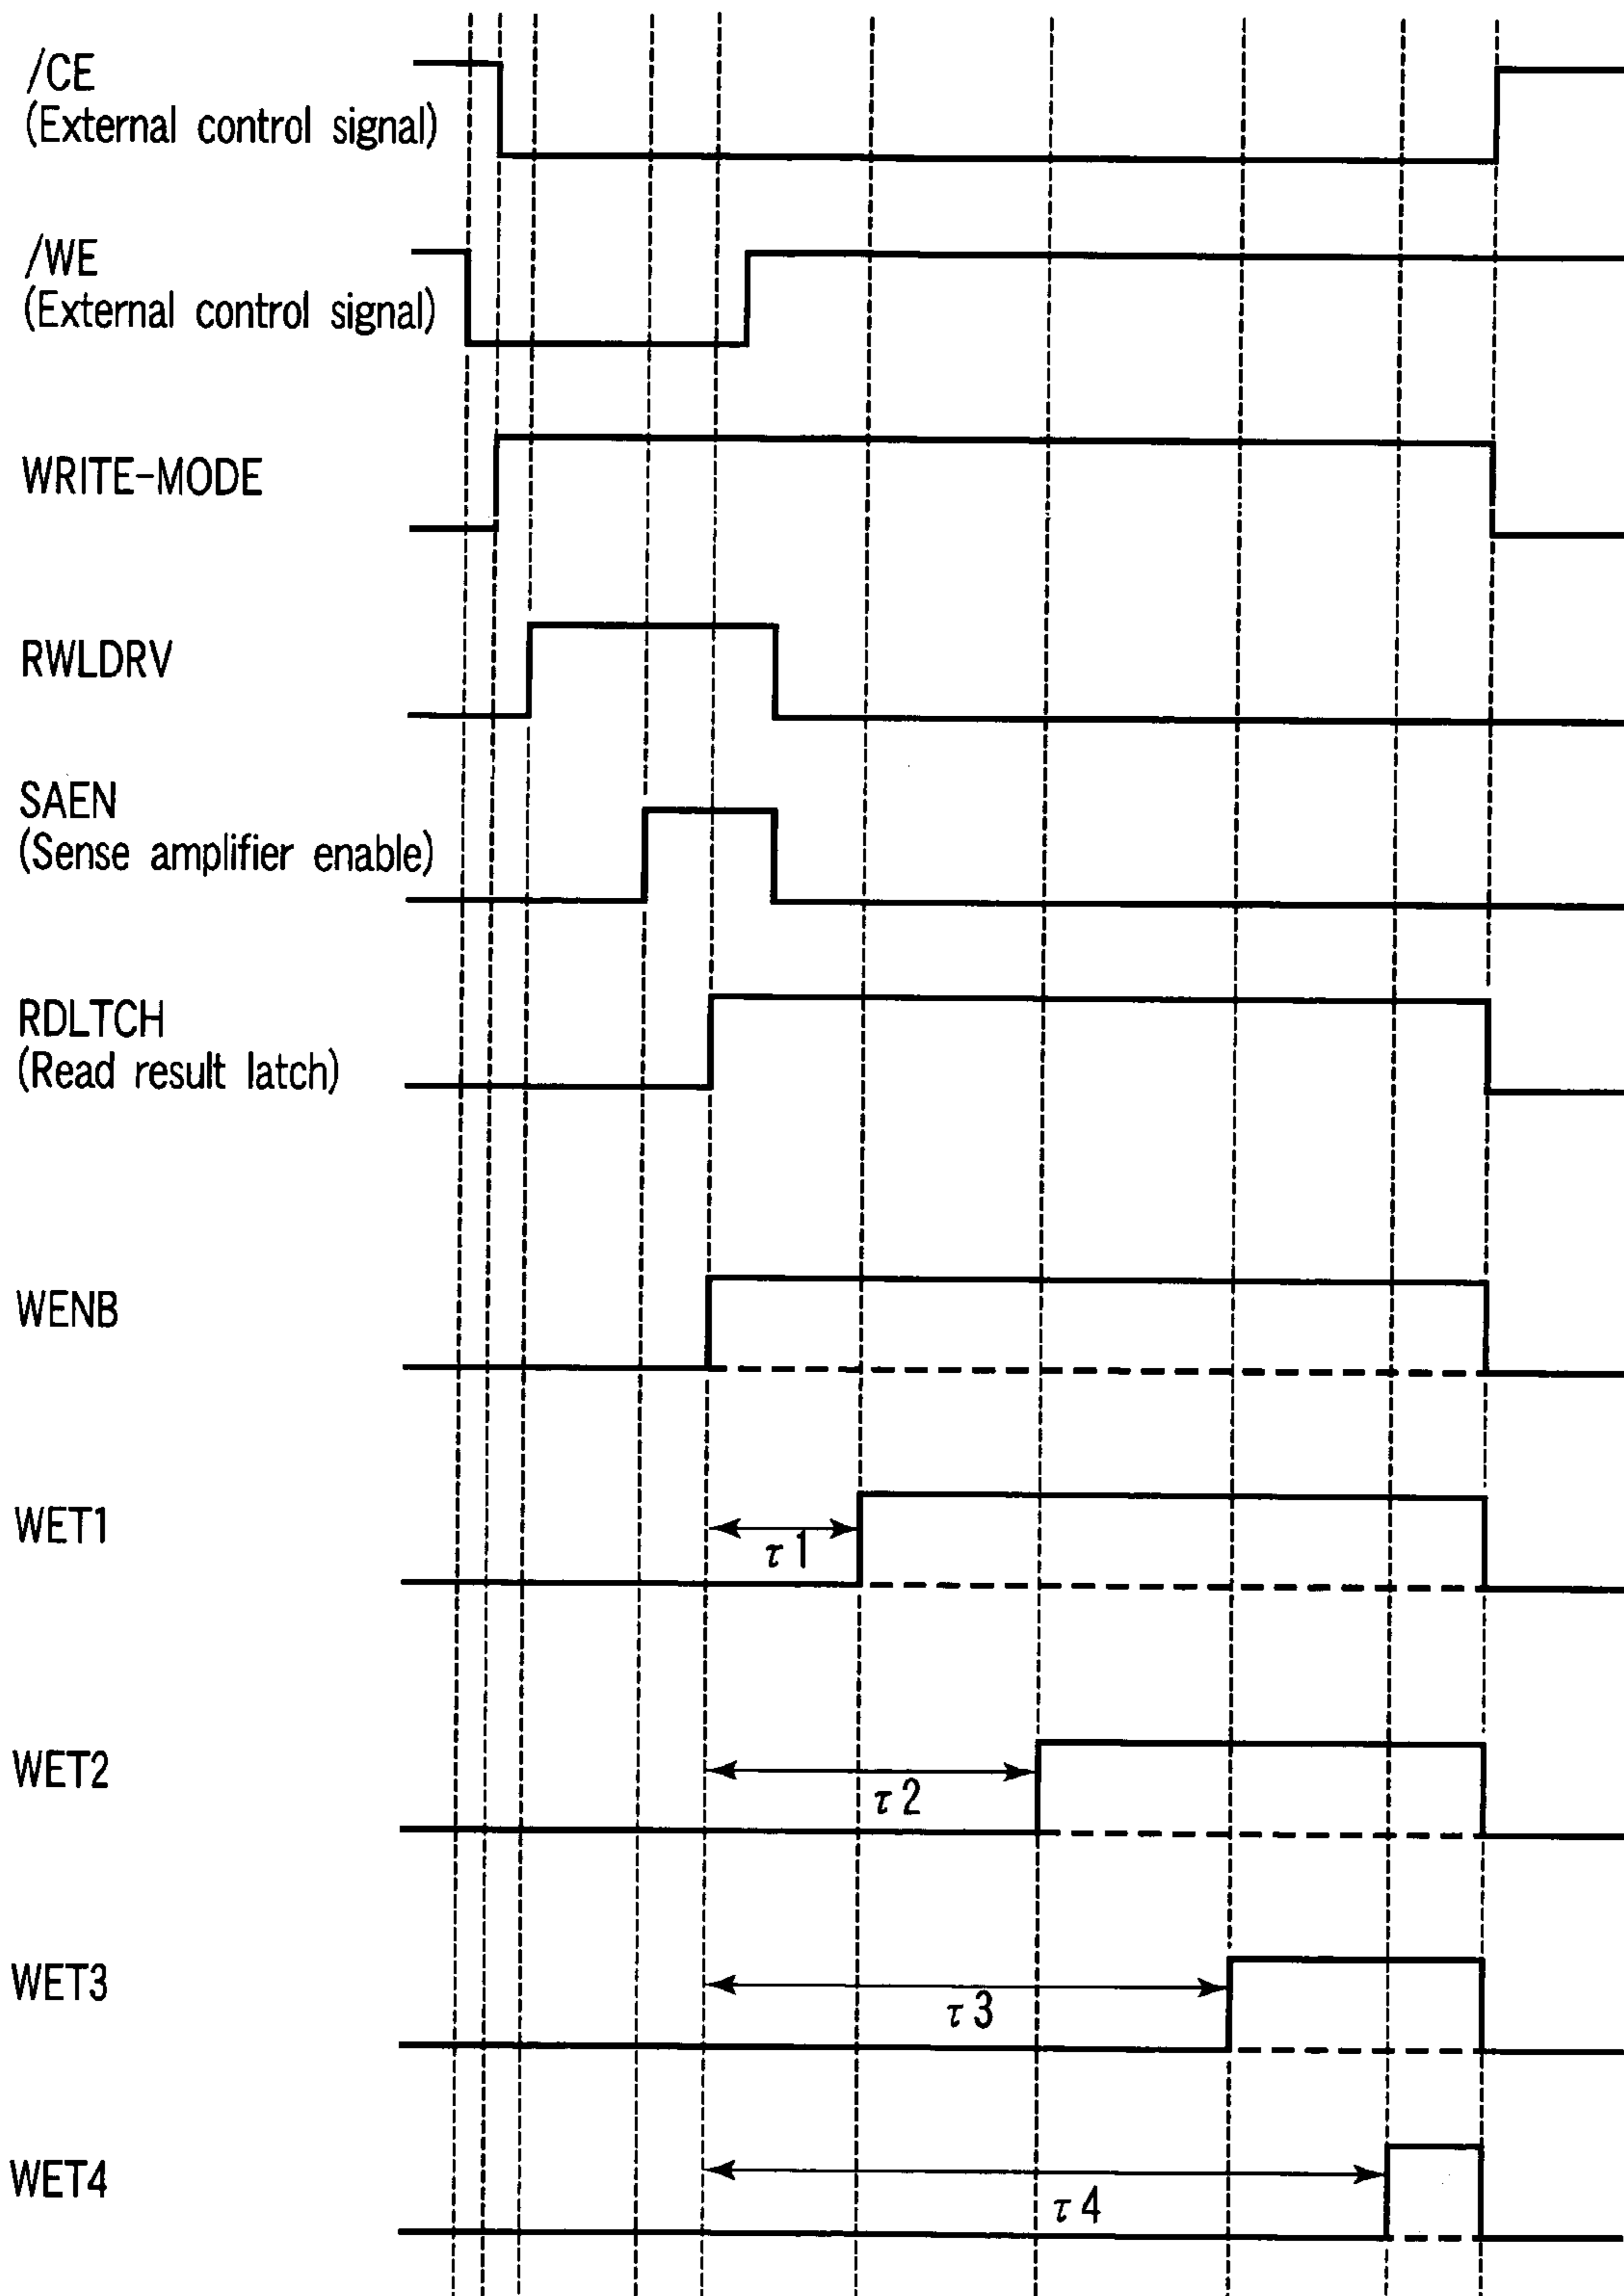 /CE
(External control signal)
/WE
(External control signal)
WRITE-MODE
RWLDRV
SAEN
(Sense amplifier enable)
RDLTCH
(Read result latch)
WENB
WET1
τ1
WET2
τ2
WET3
τ3
WET4
τ4